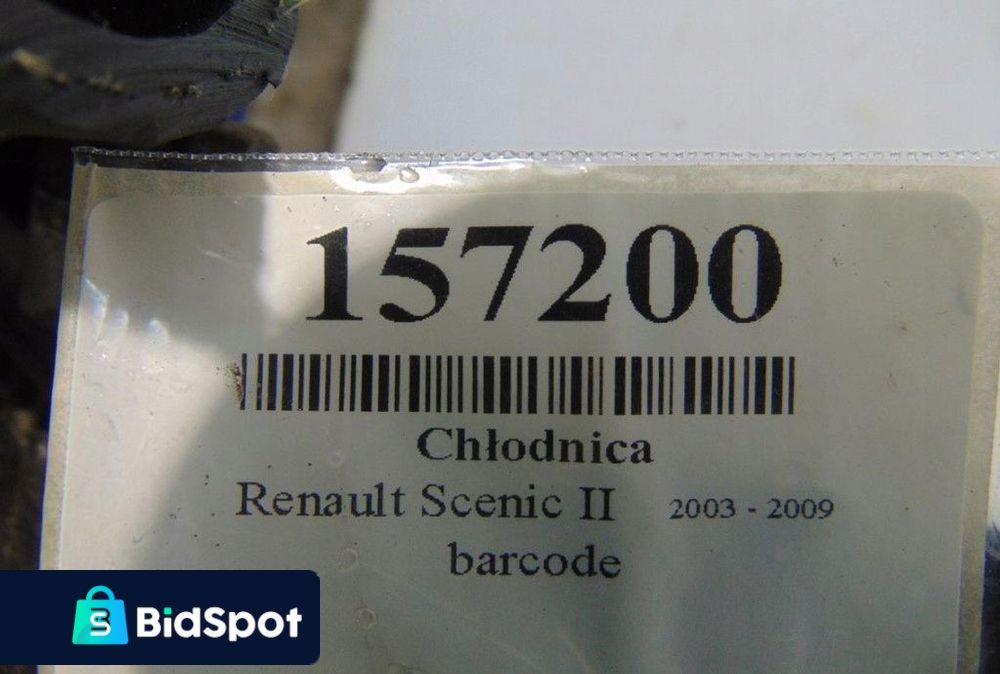 157200
Chłodnica
Renault Scenic II 2003 - 2009
barcode
BidSpot